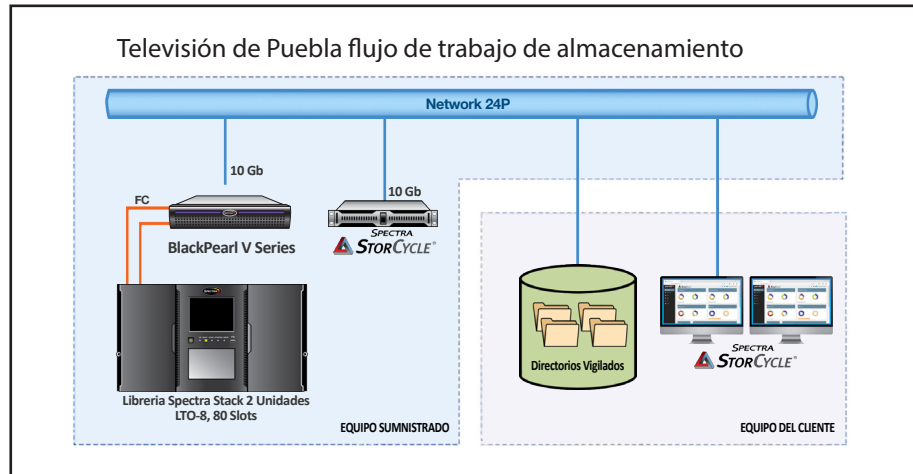 Televisión de Puebla flujo de trabajo de almacenamiento
Network 24P
10 Gb
10 Gb
FC
BlackPearl V Series
SPECTRA
STORCYCLE®
Libreria Spectra Stack 2 Unidades
LTO-8, 80 Slots
EQUIPO SUMNISTRADO
Directorios Vigilados
SPECTRA
STORCYCLE®
EQUIPO DEL CLIENTE